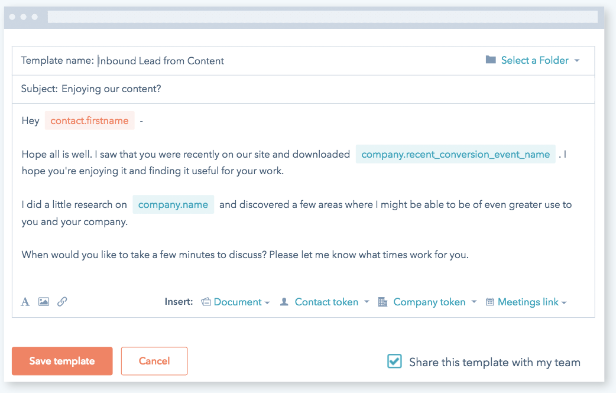 Template name: Inbound Lead from Content Select a Folder
Subject: Enjoying our content?
Hey contact.firstname -
Hope all is well. I saw that you were recently on our site and downloaded company.recent_conversion_event_name . I
hope you're enjoying it and finding it useful for your work.
I did a little research on company.name and discovered a few areas where I might be able to be of even greater use to
you and your company.
When would you like to take a few minutes to discuss? Please let me know what times work for you.
A Insert: Document Contact token Company token Meetings link
Save template Cancel Share this template with my team